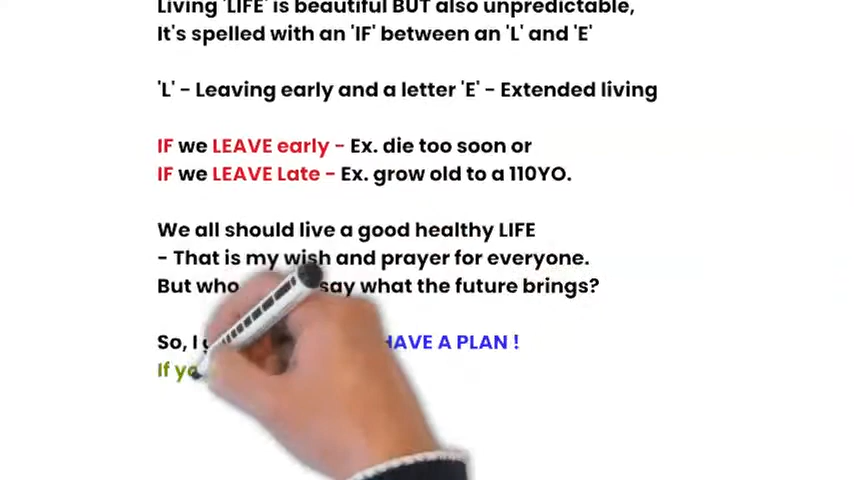 Living 'LIFE' is beautiful BUT also unpredictable,
It's spelled with an 'IF' between an 'L' and 'E'
'L' - Leaving early and a letter 'E' - Extended living
IF we LEAVE early - Ex. die too soon or
IF we LEAVE Late - Ex. grow old to a 110YO.
We all should live a good healthy LIFE
- That is my wish and prayer for everyone.
But who say what the future brings?
So, I HAVE A PLAN !
If